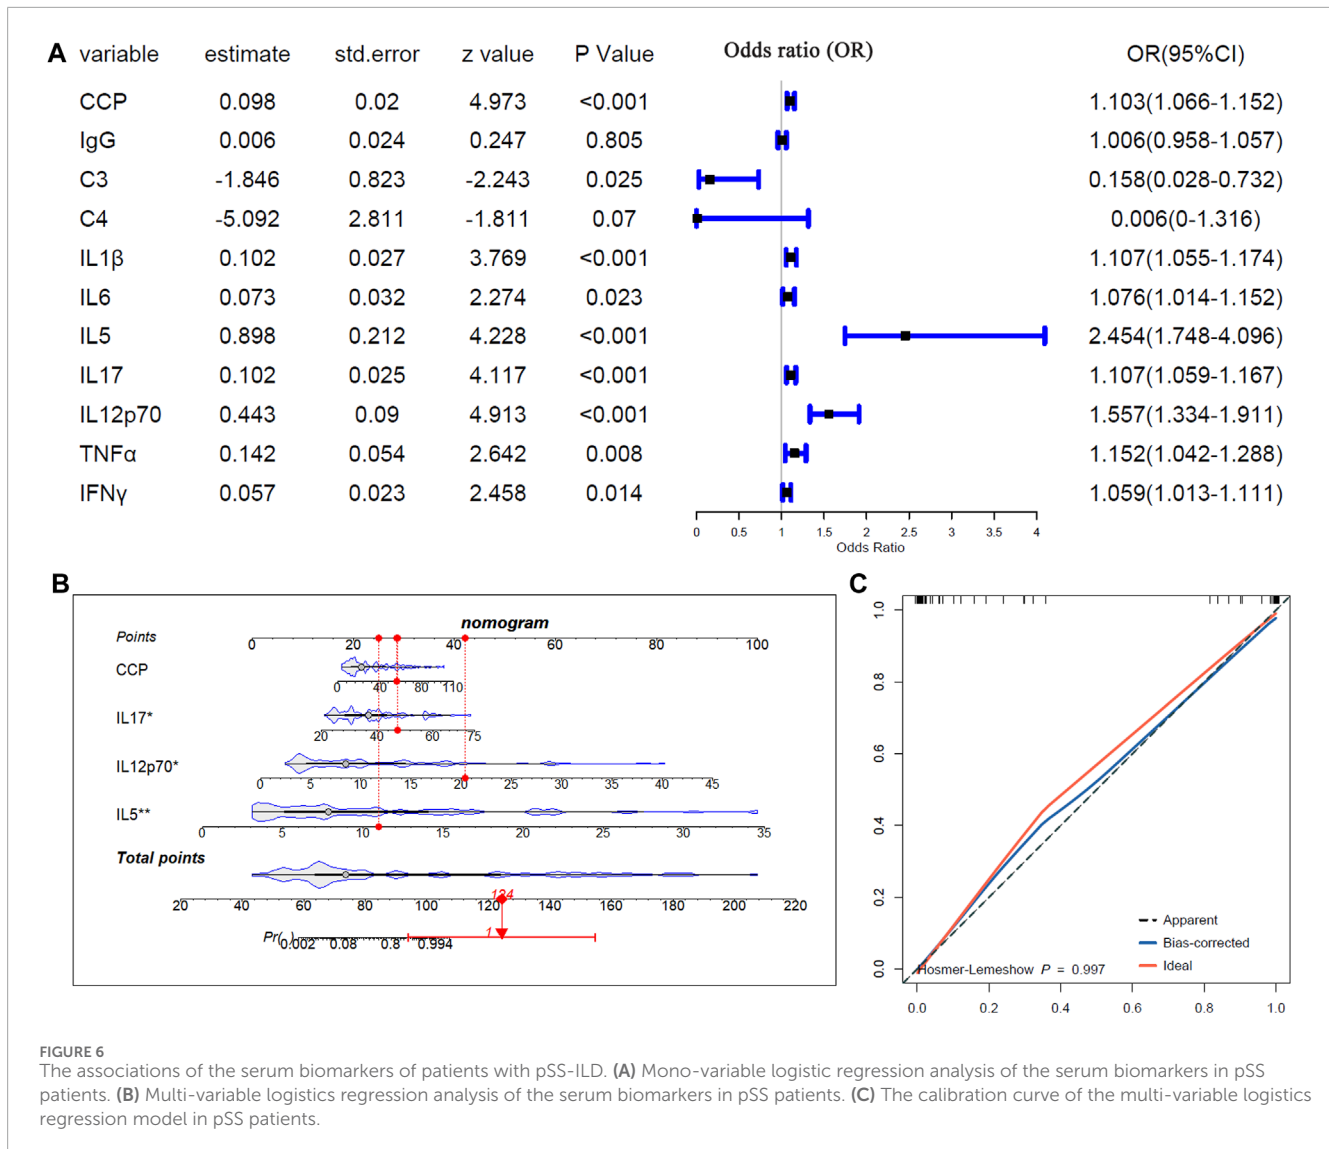 A variable estimate std.error z value P Value Odds ratio (OR) OR(95%CI)
CCP 0.098 0.02 4.973 <0.001 1.103(1.066-1.152)
IgG 0.006 0.024 0.247 0.805 1.006(0.958-1.057)
C3 -1.846 0.823 -2.243 0.025 0.158(0.028-0.732)
C4 -5.092 2.811 -1.811 0.07 0.006(0-1.316)
IL1β 0.102 0.027 3.769 <0.001 1.107(1.055-1.174)
IL6 0.073 0.032 2.274 0.023 1.076(1.014-1.152)
IL5 0.898 0.212 4.228 <0.001 2.454(1.748-4.096)
IL17 0.102 0.025 4.117 <0.001 1.107(1.059-1.167)
IL12p70 0.443 0.09 4.913 <0.001 1.557(1.334-1.911)
TNFα 0.142 0.054 2.642 0.008 1.152(1.042-1.288)
IFNγ 0.057 0.023 2.458 0.014 1.059(1.013-1.111)
0 0.5 1 1.5 2 2.5 3 3.5 4
Odds Ratio
B
nomogram
Points 0 20 40 60 80 100
CCP
0 40 80 110
IL17*
20 40 60 75
IL12p70*
0 5 10 15 20 25 30 35 40 45
IL5**
0 5 10 15 20 25 30 35
Total points
124
20 40 60 80 100 120 140 160 180 200 220
1
Pr( ) 0.002 0.08 0.8 0.994
C
1.0
0.8
0.6
0.4
0.2
0.0
Apparent
Bias-corrected
Ideal
Hosmer-Lemeshow P = 0.997
0.0 0.2 0.4 0.6 0.8 1.0
FIGURE 6
The associations of the serum biomarkers of patients with pSS-ILD. (A) Mono-variable logistic regression analysis of the serum biomarkers in pSS
patients. (B) Multi-variable logistics regression analysis of the serum biomarkers in pSS patients. (C) The calibration curve of the multi-variable logistics
regression model in pSS patients.